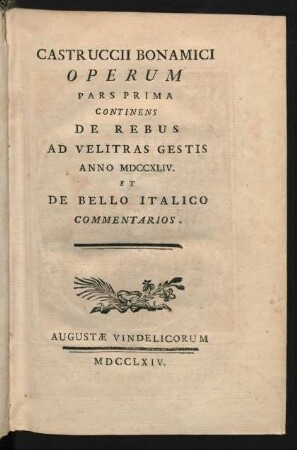 CASTRUCCII BONAMICI
OPERUM
PARS PRIMA
CONTINENS
DE REBUS
AD VELITRAS GESTIS
ANNO MDCCXLIV.
ET
DE BELLO ITALICO
COMMENTARIOS.
AUGUSTÆ VINDELICORUM
MDCCLXIV.